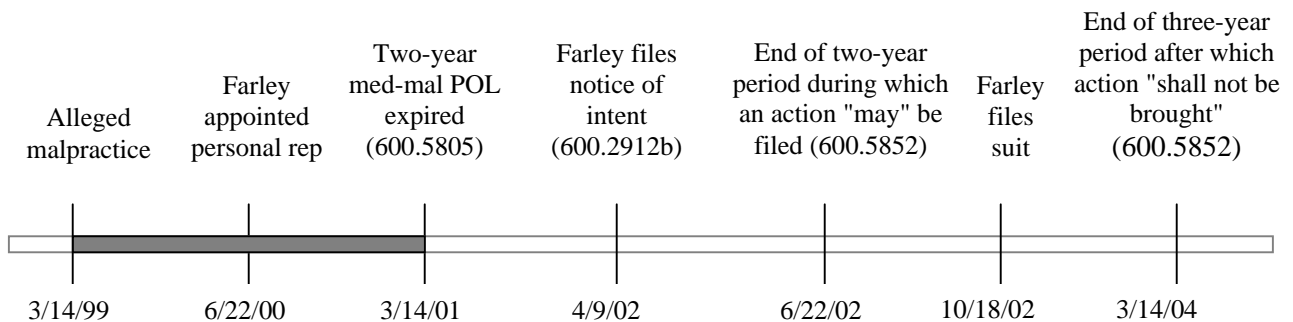 Alleged
malpractice
Farley
appointed
personal rep
Two-year
med-mal POL
expired
(600.5805)
Farley files
notice of
intent
(600.2912b)
End of two-year
period during which
an action "may" be
filed (600.5852)
Farley
files
suit
End of three-year
period after which
action "shall not be
brought"
(600.5852)
3/14/99
6/22/00
3/14/01
4/9/02
6/22/02
10/18/02
3/14/04